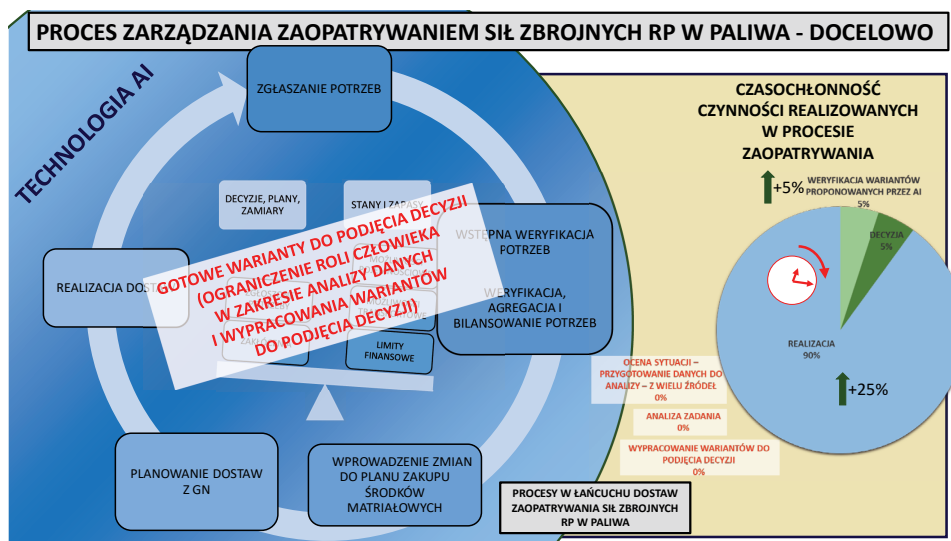 PROCES ZARZĄDZANIA ZAOPATRYWANIEM SIŁ ZBROJNYCH RP W PALIWA - DOCELOWO
TECHNOLOGIA AI
ZGŁASZANIE POTRZEB
DECYZJE, PLANY,
ZAMIARY
STANY I ZAPASY
WSTĘPNA WERYFIKACJA
POTRZEB
WERYFIKACJA,
AGREGACJA I
BILANSOWANIE POTRZEB
REALIZACJA DOSTAW
GOTOWE WARIANTY DO PODJĘCIA DECYZJI
(OGRANICZENIE ROLI CZŁOWIEKA
W ZAKRESIE ANALIZY DANYCH
I WYPRACOWANIA WARIANTÓW
DO PODJĘCIA DECYZJI)
LIMITY
FINANSOWE
PLANOWANIE DOSTAW
Z GN
WPROWADZENIE ZMIAN
DO PLANU ZAKUPU
ŚRODKÓW
MATRIAŁOWYCH
PROCESY W ŁAŃCUCHU DOSTAW
ZAOPATRYWANIA SIŁ ZBROJNYCH
RP W PALIWA
CZASOCHŁONNOŚĆ
CZYNNOŚCI REALIZOWANYCH
W PROCESIE
ZAOPATRYWANIA
+5%
WERYFIKACJA WARIANTÓW
PROPONOWANYCH PRZEZ AI
5%
DECYZJA
5%
REALIZACJA
90%
+25%
OCENA SYTUACJI –
PRZYGOTOWANIE DANYCH DO
ANALIZY – Z WIELU ŹRÓDEŁ
0%
ANALIZA ZADANIA
0%
WYPRACOWANIE WARIANTÓW DO
PODJĘCIA DECYZJI
0%